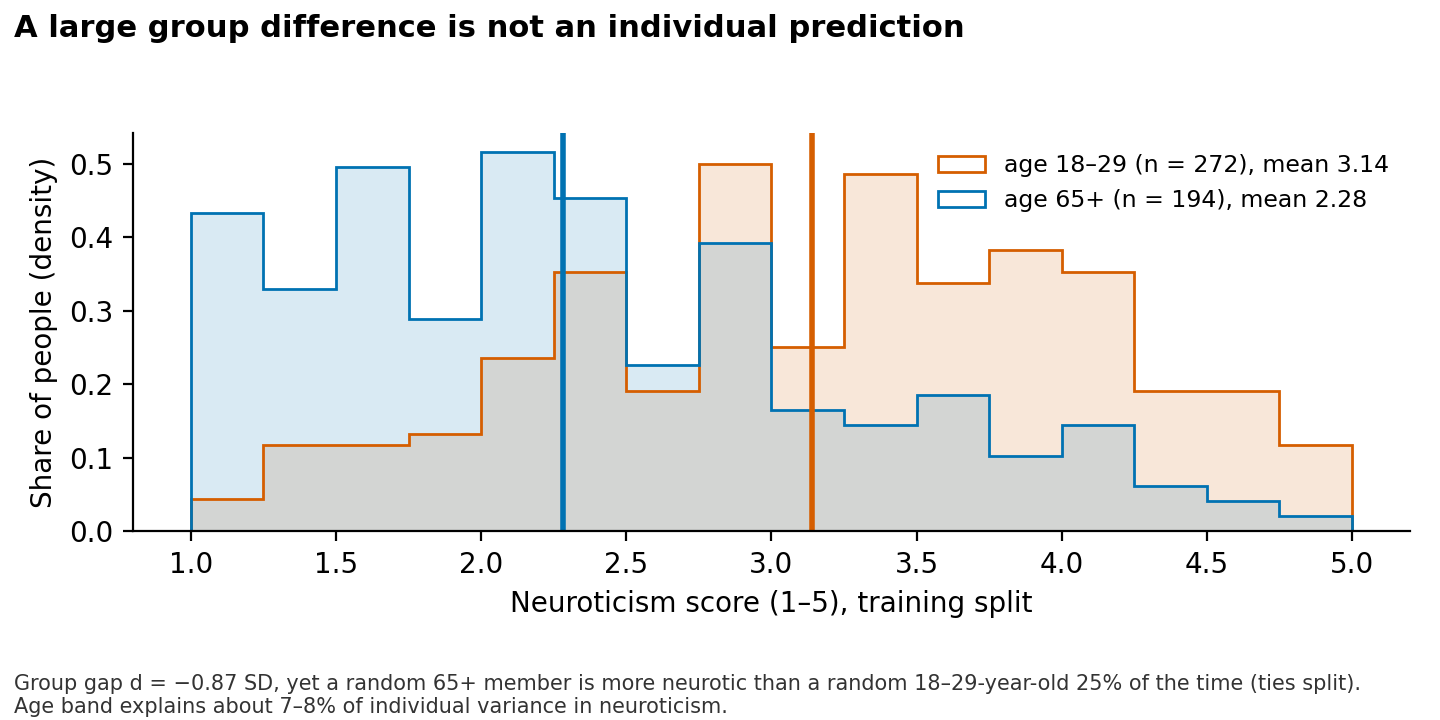 A large group difference is not an individual prediction
Share of people (density)
0.5
0.4
0.3
0.2
0.1
0.0
age 18–29 (n = 272), mean 3.14
age 65+ (n = 194), mean 2.28
1.0 1.5 2.0 2.5 3.0 3.5 4.0 4.5 5.0
Neuroticism score (1–5), training split
Group gap d = −0.87 SD, yet a random 65+ member is more neurotic than a random 18–29-year-old 25% of the time (ties split).
Age band explains about 7–8% of individual variance in neuroticism.